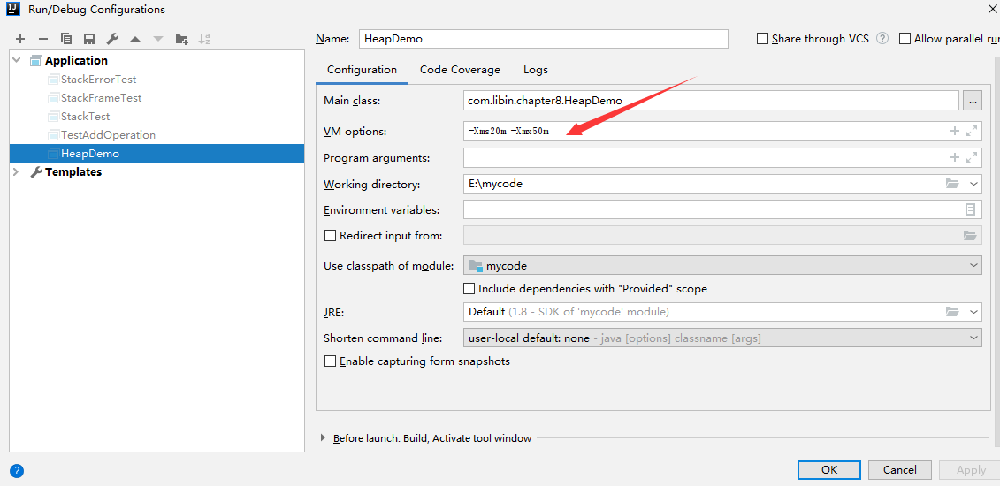 IJ Run/Debug Configurations
Name: HeapDemo Share through VCS ? Allow parallel
Application
StackErrorTest
StackFrameTest
StackTest
TestAddOperation
HeapDemo
Templates
Configuration Code Coverage Logs
Main class: com.libin.chapter8.HeapDemo ...
VM options: -Xms20m -Xmx50m
Program arguments:
Working directory: E:\mycode
Environment variables:
Redirect input from:
Use classpath of module: mycode
Include dependencies with "Provided" scope
JRE: Default (1.8 - SDK of 'mycode' module)
Shorten command line: user-local default: none - java [options] classname [args]
Enable capturing form snapshots
Before launch: Build, Activate tool window
? OK Cancel Apply